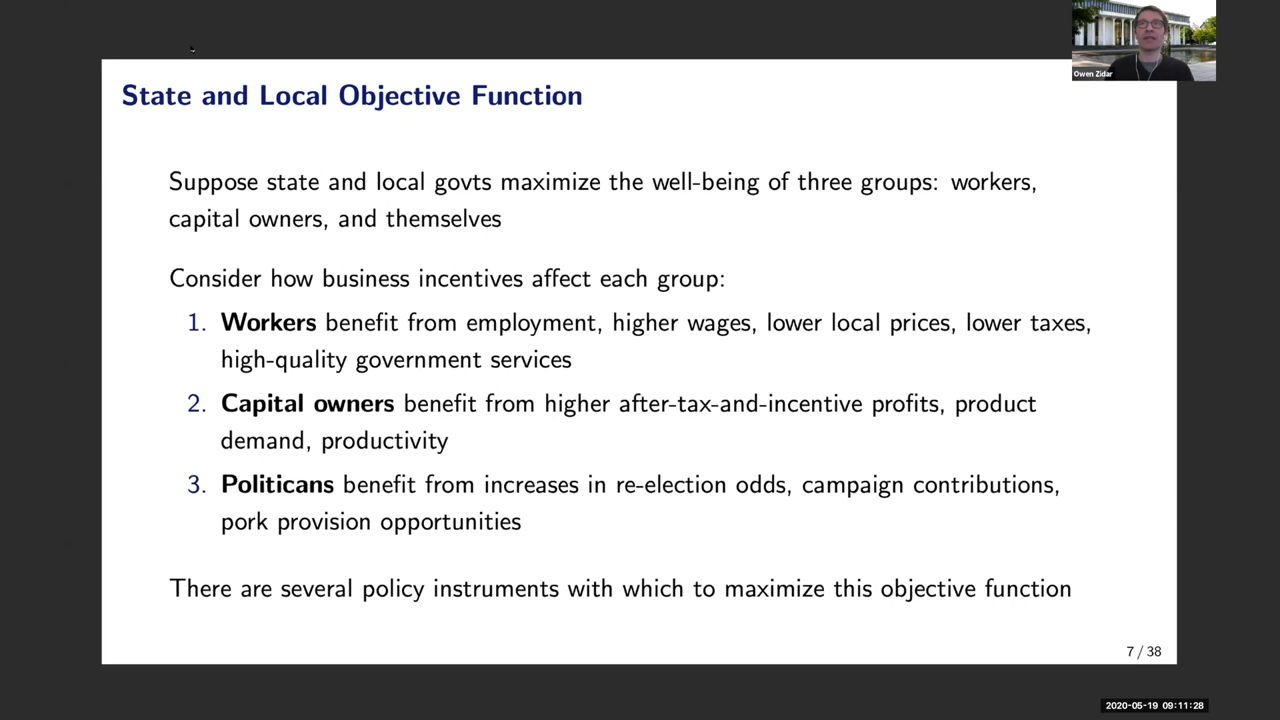 Owen Zidar
State and Local Objective Function
Suppose state and local govts maximize the well-being of three groups: workers,
capital owners, and themselves
Consider how business incentives affect each group:
1. Workers benefit from employment, higher wages, lower local prices, lower taxes,
high-quality government services
2. Capital owners benefit from higher after-tax-and-incentive profits, product
demand, productivity
3. Politicans benefit from increases in re-election odds, campaign contributions,
pork provision opportunities
There are several policy instruments with which to maximize this objective function
7 / 38
2020-05-19 09:11:28